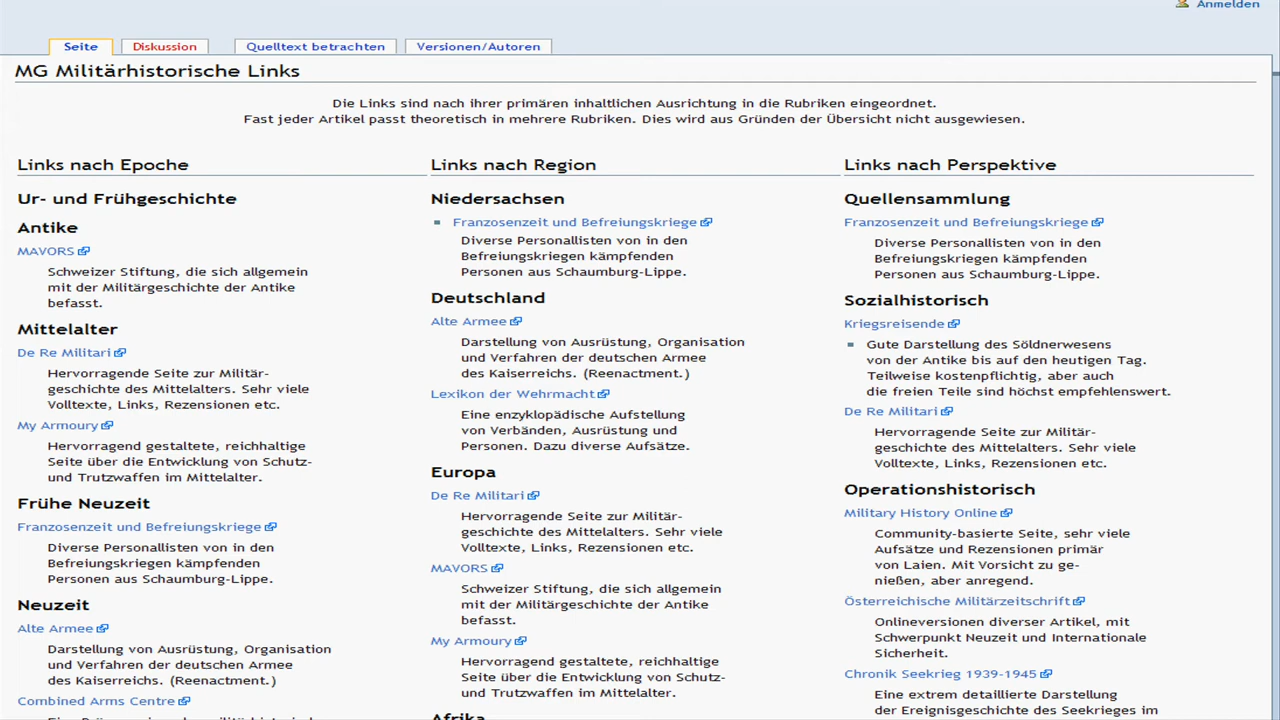 Anmelden
Seite
Diskussion
Quelltext betrachten
Versionen/Autoren
MG Militärhistorische Links
Die Links sind nach ihrer primären inhaltlichen Ausrichtung in die Rubriken eingeordnet.
Fast jeder Artikel passt theoretisch in mehrere Rubriken. Dies wird aus Gründen der Übersicht nicht ausgewiesen.
Links nach Epoche
Ur- und Frühgeschichte
Antike
MAVORS
Schweizer Stiftung, die sich allgemein
mit der Militärgeschichte der Antike
befasst.
Mittelalter
De Re Militari
Hervorragende Seite zur Militär-
geschichte des Mittelalters. Sehr viele
Volltexte, Links, Rezensionen etc.
My Armoury
Hervorragend gestaltete, reichhaltige
Seite über die Entwicklung von Schutz-
und Trutzwaffen im Mittelalter.
Frühe Neuzeit
Franzosenzeit und Befreiungskriege
Diverse Personallisten von in den
Befreiungskriegen kämpfenden
Personen aus Schaumburg-Lippe.
Neuzeit
Alte Armee
Darstellung von Ausrüstung, Organisation
und Verfahren der deutschen Armee
des Kaiserreichs. (Reenactment.)
Combined Arms Centre
Links nach Region
Niedersachsen
Franzosenzeit und Befreiungskriege
Diverse Personallisten von in den
Befreiungskriegen kämpfenden
Personen aus Schaumburg-Lippe.
Deutschland
Alte Armee
Darstellung von Ausrüstung, Organisation
und Verfahren der deutschen Armee
des Kaiserreichs. (Reenactment.)
Lexikon der Wehrmacht
Eine enzyklopädische Aufstellung
von Verbänden, Ausrüstung und
Personen. Dazu diverse Aufsätze.
Europa
De Re Militari
Hervorragende Seite zur Militär-
geschichte des Mittelalters. Sehr viele
Volltexte, Links, Rezensionen etc.
MAVORS
Schweizer Stiftung, die sich allgemein
mit der Militärgeschichte der Antike
befasst.
My Armoury
Hervorragend gestaltete, reichhaltige
Seite über die Entwicklung von Schutz-
und Trutzwaffen im Mittelalter.
Afrika
Links nach Perspektive
Quellensammlung
Franzosenzeit und Befreiungskriege
Diverse Personallisten von in den
Befreiungskriegen kämpfenden
Personen aus Schaumburg-Lippe.
Sozialhistorisch
Kriegsreisende
Gute Darstellung des Söldnerwesens
von der Antike bis auf den heutigen Tag.
Teilweise kostenpflichtig, aber auch
die freien Teile sind höchst empfehlenswert.
De Re Militari
Hervorragende Seite zur Militär-
geschichte des Mittelalters. Sehr viele
Volltexte, Links, Rezensionen etc.
Operationshistorisch
Military History Online
Community-basierte Seite, sehr viele
Aufsätze und Rezensionen primär
von Laien. Mit Vorsicht zu ge-
nießen, aber anregend.
Österreichische Militärzeitschrift
Onlineversionen diverser Artikel, mit
Schwerpunkt Neuzeit und Internationale
Sicherheit.
Chronik Seekrieg 1939-1945
Eine extrem detaillierte Darstellung
der Ereignisgeschichte des Seekrieges im